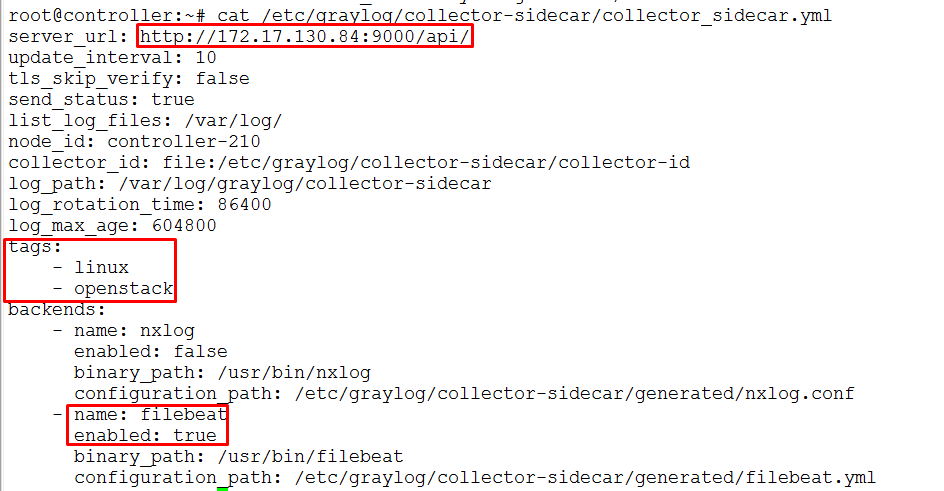 root@controller:~# cat /etc/graylog/collector-sidecar/collector_sidecar.yml
server_url: http://172.17.130.84:9000/api/
update_interval: 10
tls_skip_verify: false
send_status: true
list_log_files: /var/log/
node_id: controller-210
collector_id: file:/etc/graylog/collector-sidecar/collector-id
log_path: /var/log/graylog/collector-sidecar
log_rotation_time: 86400
log_max_age: 604800
tags:
    - linux
    - openstack
backends:
    - name: nxlog
      enabled: false
      binary_path: /usr/bin/nxlog
      configuration_path: /etc/graylog/collector-sidecar/generated/nxlog.conf
    - name: filebeat
      enabled: true
      binary_path: /usr/bin/filebeat
      configuration_path: /etc/graylog/collector-sidecar/generated/filebeat.yml